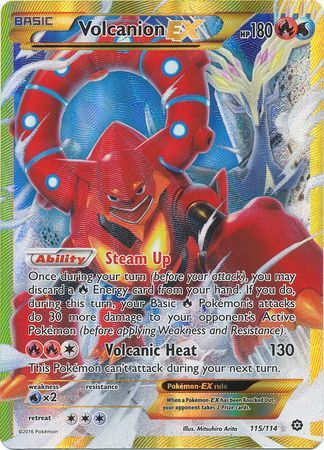 BASIC Volcanion EX HP180
Ability Steam Up
Once during your turn (before your attack), you may
discard a Energy card from your hand. If you do,
during this turn, your Basic Pokémon's attacks
do 30 more damage to your opponent's Active
Pokémon (before applying Weakness and Resistance).
Volcanic Heat 130
This Pokémon can't attack during your next turn.
weakness resistance
×2
Pokémon-EX rule
When a Pokémon-EX has been Knocked Out,
your opponent takes 2 Prize cards.
retreat
©2016 Pokémon Illus. Mitsuhiro Arita 115/114